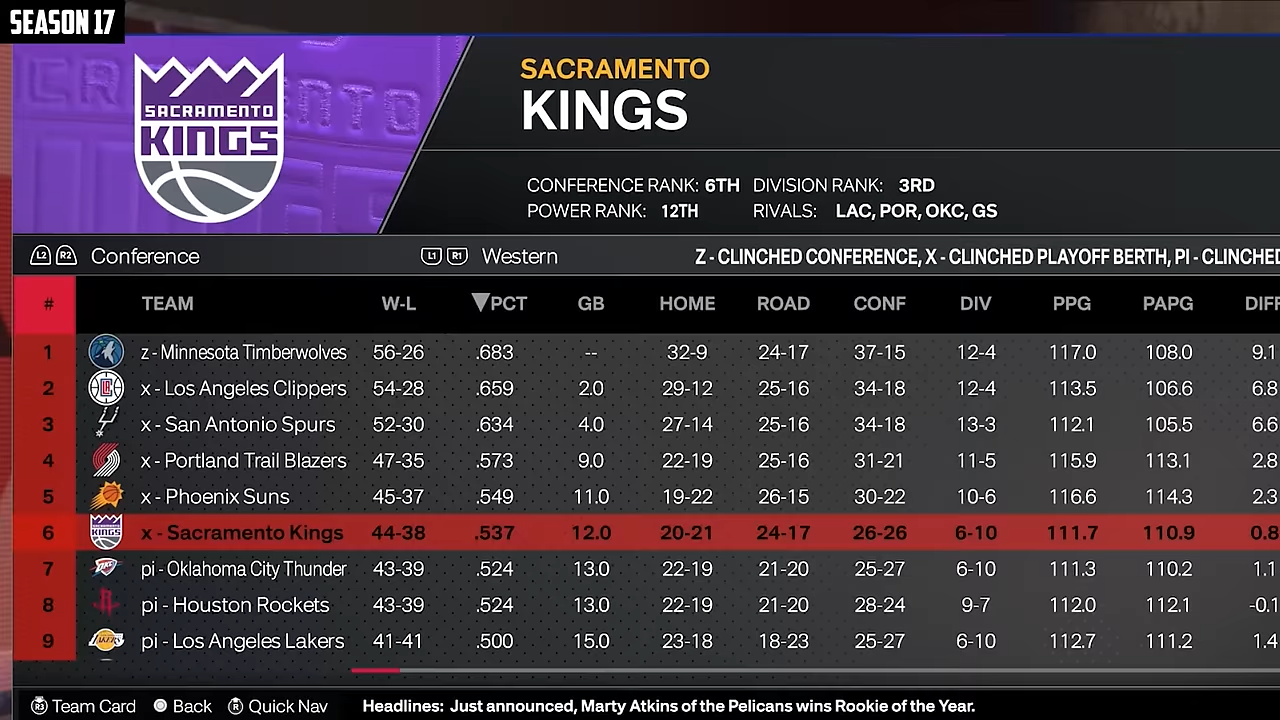 SEASON 17
SACRAMENTO
KINGS
SACRAMENTO
KINGS
CONFERENCE RANK: 6TH DIVISION RANK: 3RD
POWER RANK: 12TH RIVALS: LAC, POR, OKC, GS
L2 R2 Conference L1 R1 Western Z - CLINCHED CONFERENCE, X - CLINCHED PLAYOFF BERTH, PI - CLINCHED
# TEAM W-L ▼PCT GB HOME ROAD CONF DIV PPG PAPG DIFF
1 z - Minnesota Timberwolves 56-26 .683 -- 32-9 24-17 37-15 12-4 117.0 108.0 9.1
2 x - Los Angeles Clippers 54-28 .659 2.0 29-12 25-16 34-18 12-4 113.5 106.6 6.8
3 x - San Antonio Spurs 52-30 .634 4.0 27-14 25-16 34-18 13-3 112.1 105.5 6.6
4 x - Portland Trail Blazers 47-35 .573 9.0 22-19 25-16 31-21 11-5 115.9 113.1 2.8
5 x - Phoenix Suns 45-37 .549 11.0 19-22 26-15 30-22 10-6 116.6 114.3 2.3
6 KINGS x - Sacramento Kings 44-38 .537 12.0 20-21 24-17 26-26 6-10 111.7 110.9 0.8
7 pi - Oklahoma City Thunder 43-39 .524 13.0 22-19 21-20 25-27 6-10 111.3 110.2 1.1
8 pi - Houston Rockets 43-39 .524 13.0 22-19 21-20 28-24 9-7 112.0 112.1 -0.1
9 pi - Los Angeles Lakers 41-41 .500 15.0 23-18 18-23 25-27 6-10 112.7 111.2 1.4
R3 Team Card Back R Quick Nav Headlines: Just announced, Marty Atkins of the Pelicans wins Rookie of the Year.